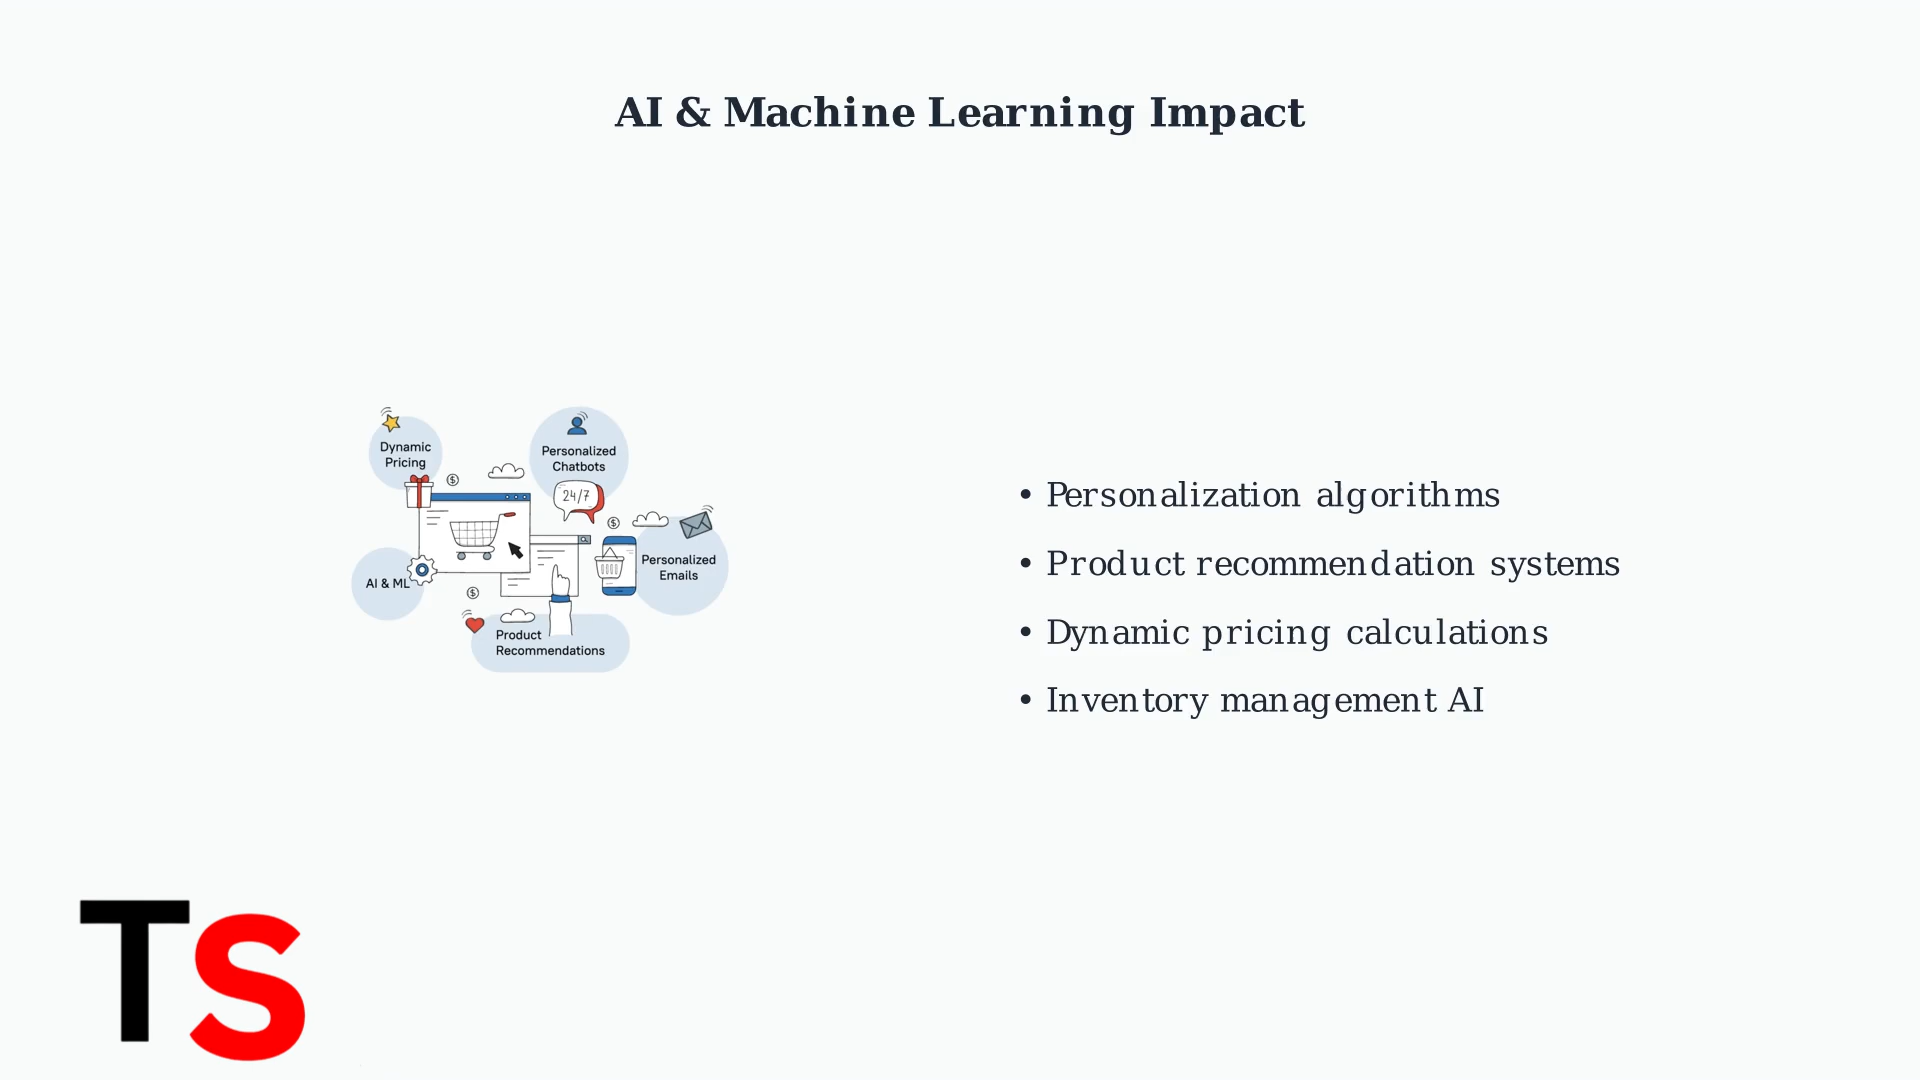 AI & Machine Learning Impact
Dynamic
Pricing
Personalized
Chatbots
24/7
$
$
Personalized
Emails
AI & ML
$
Product
Recommendations
• Personalization algorithms
• Product recommendation systems
• Dynamic pricing calculations
• Inventory management AI
TS